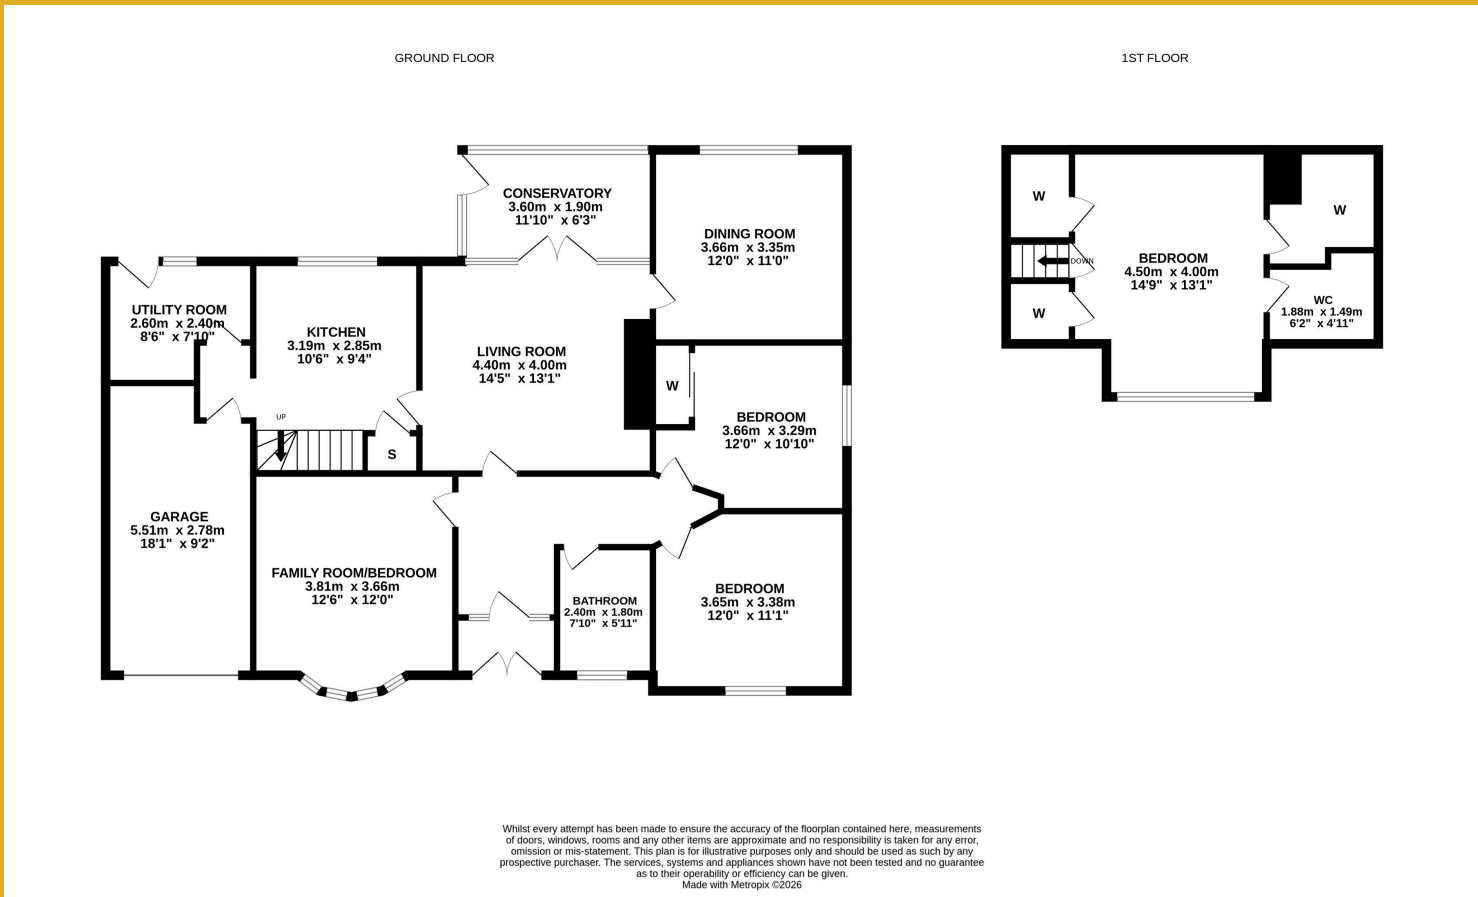 GROUND FLOOR
1ST FLOOR
CONSERVATORY
3.60m x 1.90m
11'10" x 6'3"
DINING ROOM
3.66m x 3.35m
12'0" x 11'0"
UTILITY ROOM
2.60m x 2.40m
8'6" x 7'10"
KITCHEN
3.19m x 2.85m
10'6" x 9'4"
LIVING ROOM
4.40m x 4.00m
14'5" x 13'1"
W
BEDROOM
3.66m x 3.29m
12'0" x 10'10"
UP
S
GARAGE
5.51m x 2.78m
18'1" x 9'2"
FAMILY ROOM/BEDROOM
3.81m x 3.66m
12'6" x 12'0"
BATHROOM
2.40m x 1.80m
7'10" x 5'11"
BEDROOM
3.65m x 3.38m
12'0" x 11'1"
W
W
DOWN
BEDROOM
4.50m x 4.00m
14'9" x 13'1"
W
WC
1.88m x 1.49m
6'2" x 4'11"
Whilst every attempt has been made to ensure the accuracy of the floorplan contained here, measurements
of doors, windows, rooms and any other items are approximate and no responsibility is taken for any error,
omission or mis-statement. This plan is for illustrative purposes only and should be used as such by any
prospective purchaser. The services, systems and appliances shown have not been tested and no guarantee
as to their operability or efficiency can be given.
Made with Metropix ©2026